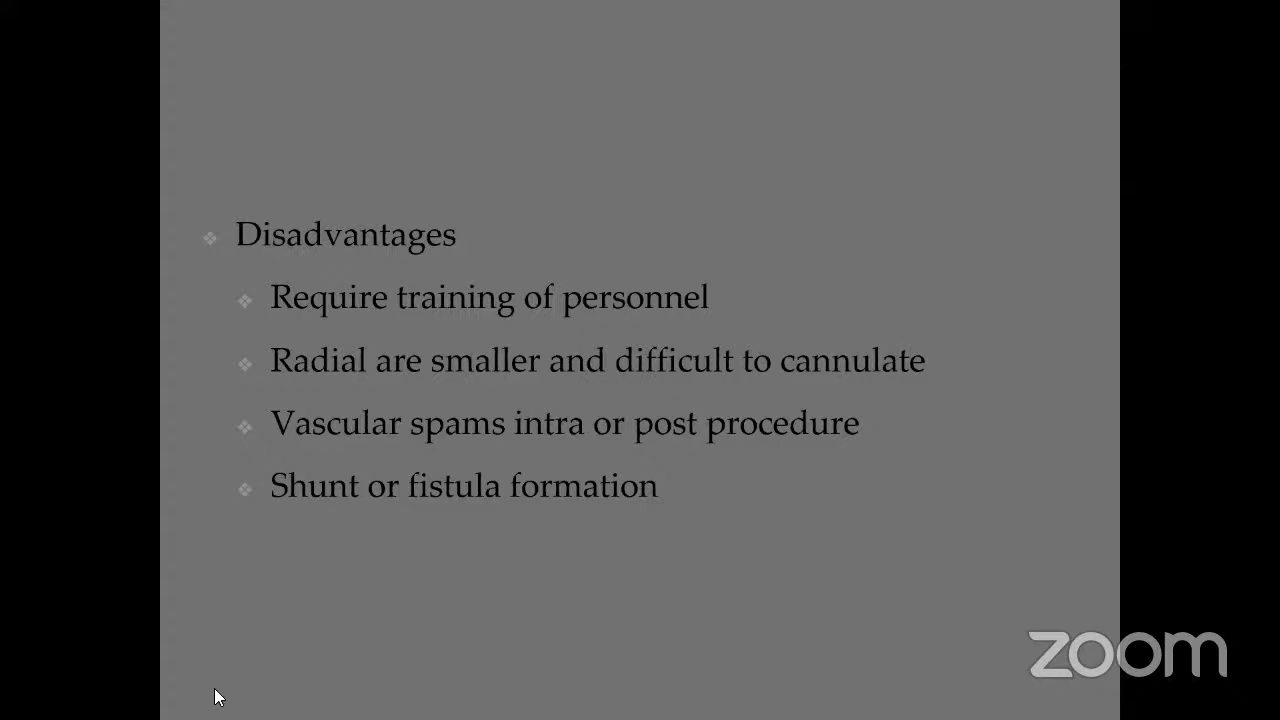 Disadvantages
Require training of personnel
Radial are smaller and difficult to cannulate
Vascular spams intra or post procedure
Shunt or fistula formation
zoom